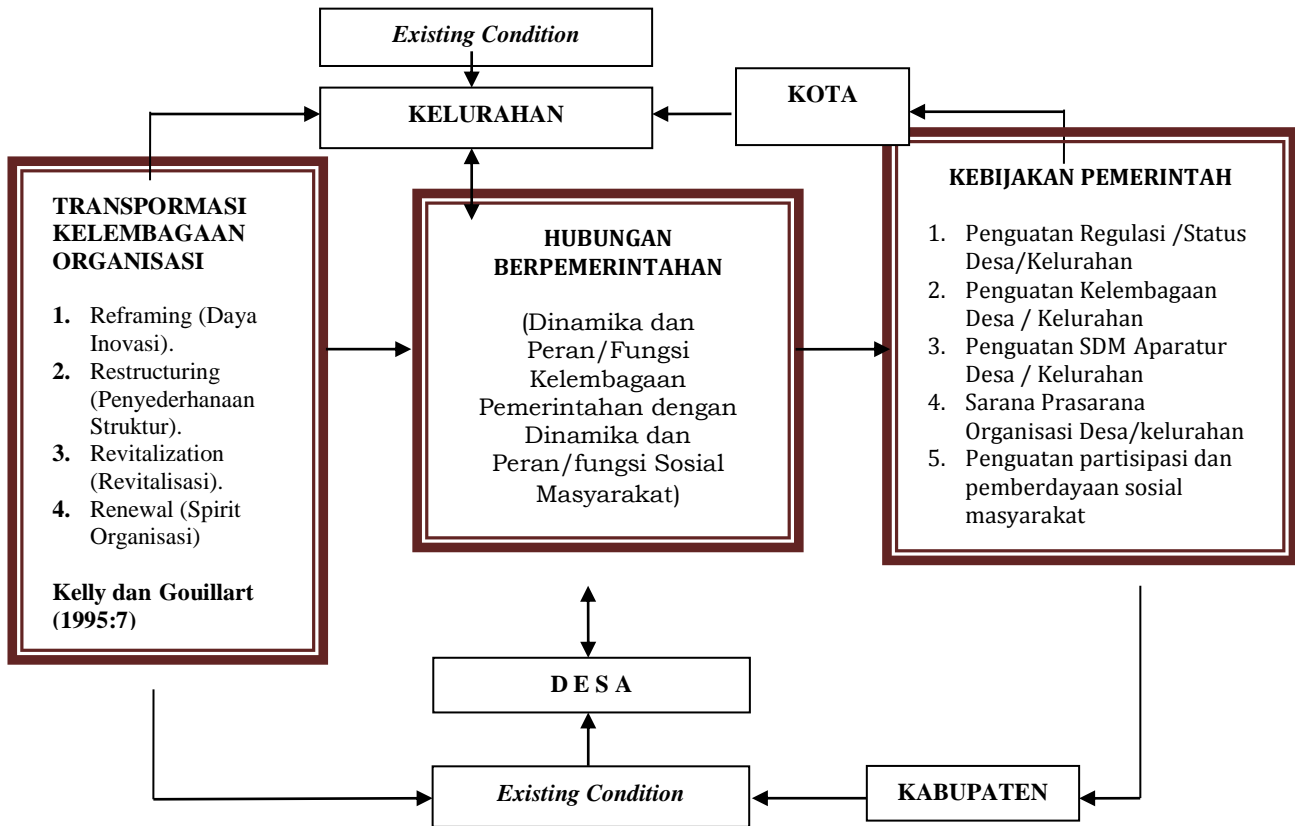 Existing Condition
KELURAHAN
KOTA
TRANSPORMASI
KELEMBAGAAN
ORGANISASI
1. Reframing (Daya
Inovasi).
2. Restructuring
(Penyederhanaan
Struktur).
3. Revitalization
(Revitalisasi).
4. Renewal (Spirit
Organisasi)
Kelly dan Gouillart
(1995:7)
HUBUNGAN
BERPEMERINTAHAN
(Dinamika dan
Peran/Fungsi
Kelembagaan
Pemerintahan dengan
Dinamika dan
Peran/fungsi Sosial
Masyarakat)
KEBIJAKAN PEMERINTAH
1. Penguatan Regulasi /Status
Desa/Kelurahan
2. Penguatan Kelembagaan
Desa / Kelurahan
3. Penguatan SDM Aparatur
Desa / Kelurahan
4. Sarana Prasarana
Organisasi Desa/kelurahan
5. Penguatan partisipasi dan
pemberdayaan sosial
masyarakat
D E S A
Existing Condition
KABUPATEN